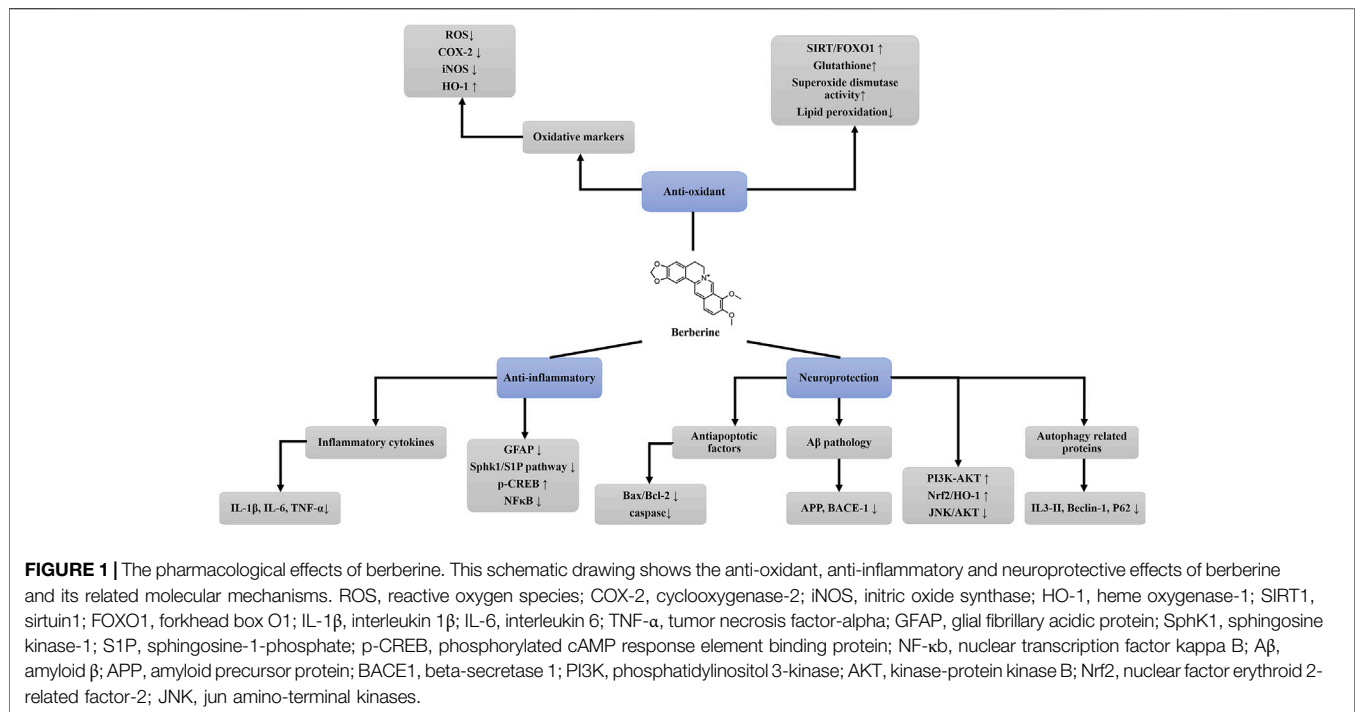 ROS↓
COX-2 ↓
iNOS ↓
HO-1 ↑
SIRT/FOXO1 ↑
Glutathione↑
Superoxide dismutase
activity↑
Lipid peroxidation↓
Oxidative markers
Anti-oxidant
O
O
N+
O
O
Berberine
Anti-inflammatory
Neuroprotection
Inflammatory cytokines
GFAP ↓
Sphk1/S1P pathway ↓
p-CREB ↑
NFκB ↓
IL-1β, IL-6, TNF-α↓
Antiapoptotic
factors
Aβ pathology
Autophagy related
proteins
Bax/Bcl-2 ↓
caspase↓
APP, BACE-1 ↓
PI3K-AKT ↑
Nrf2/HO-1 ↑
JNK/AKT ↓
IL3-II, Beclin-1, P62 ↓
FIGURE 1 | The pharmacological effects of berberine. This schematic drawing shows the anti-oxidant, anti-inflammatory and neuroprotective effects of berberine
and its related molecular mechanisms. ROS, reactive oxygen species; COX-2, cyclooxygenase-2; iNOS, initric oxide synthase; HO-1, heme oxygenase-1; SIRT1,
sirtuin1; FOXO1, forkhead box O1; IL-1β, interleukin 1β; IL-6, interleukin 6; TNF-α, tumor necrosis factor-alpha; GFAP, glial fibrillary acidic protein; SphK1, sphingosine
kinase-1; S1P, sphingosine-1-phosphate; p-CREB, phosphorylated cAMP response element binding protein; NF-κb, nuclear transcription factor kappa B; Aβ,
amyloid β; APP, amyloid precursor protein; BACE1, beta-secretase 1; PI3K, phosphatidylinositol 3-kinase; AKT, kinase-protein kinase B; Nrf2, nuclear factor erythroid 2-
related factor-2; JNK, jun amino-terminal kinases.